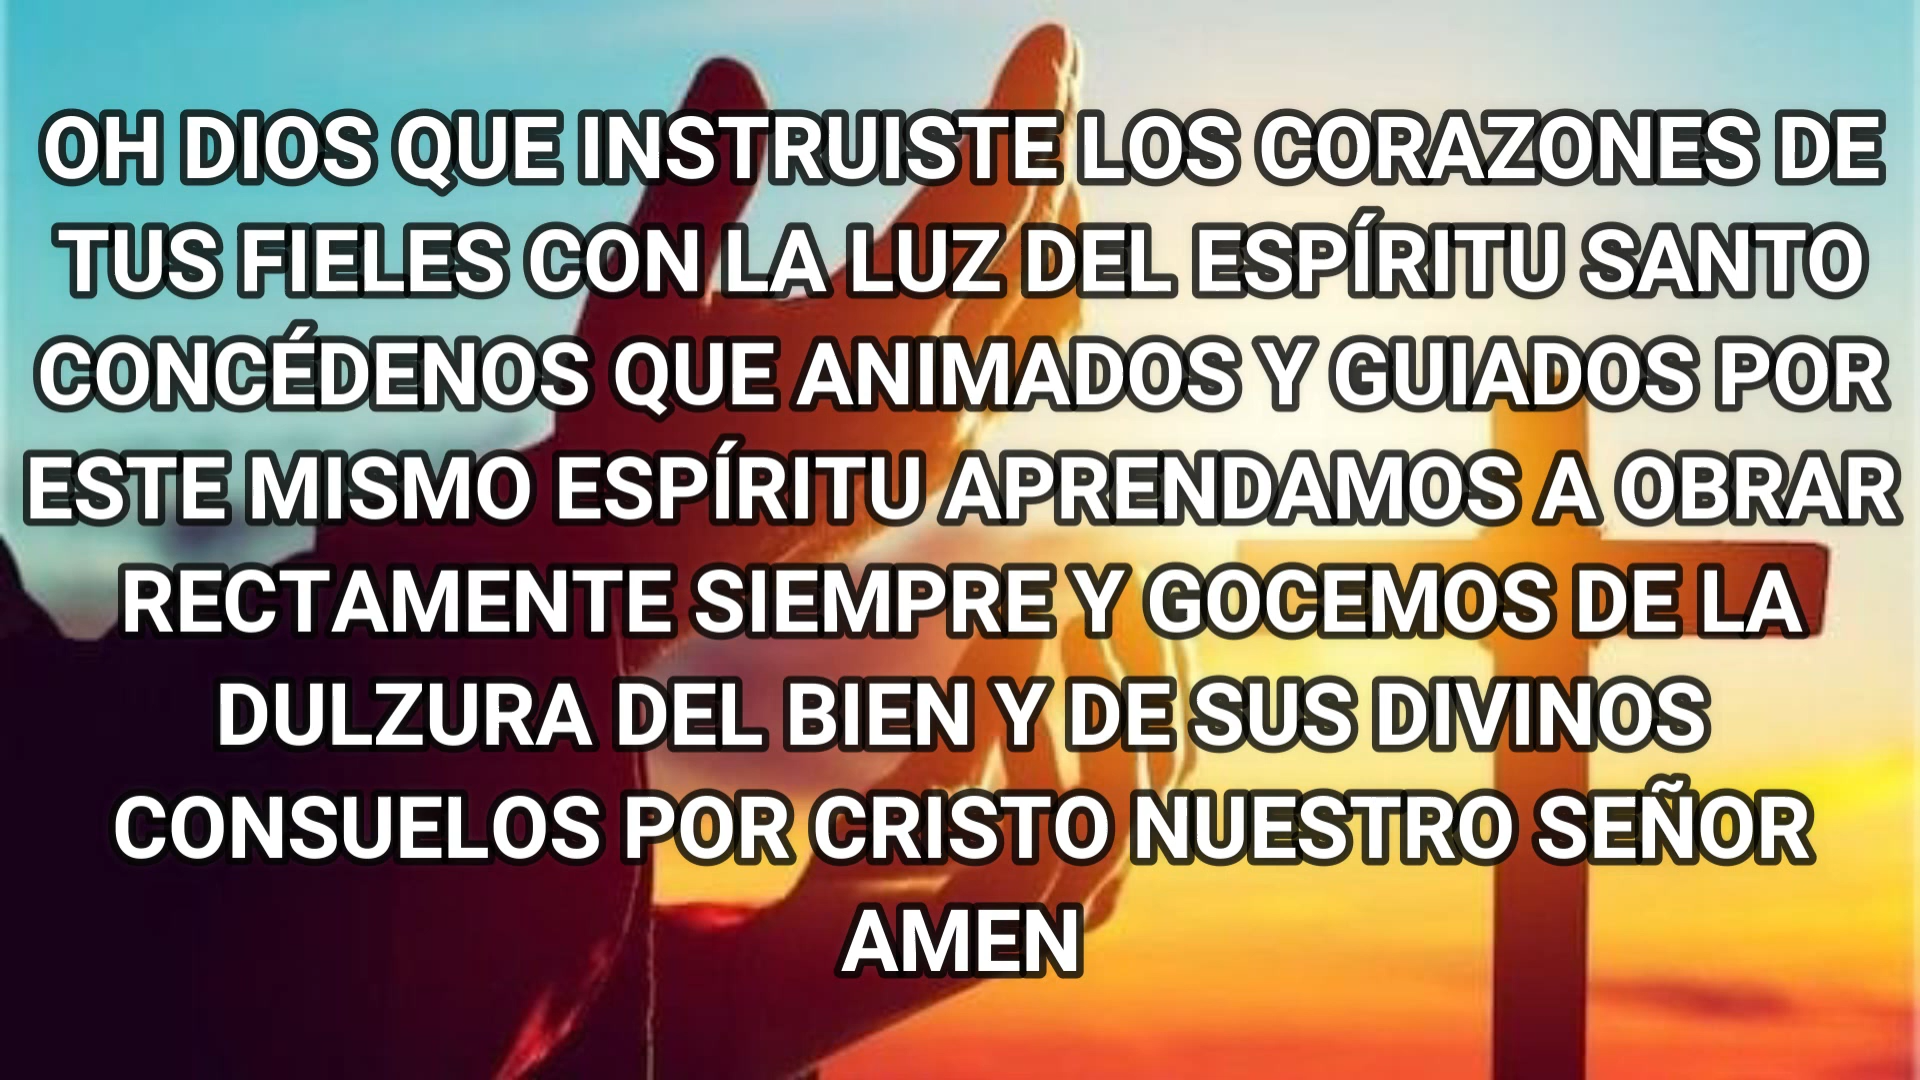 OH DIOS QUE INSTRUISTE LOS CORAZONES DE
TUS FIELES CON LA LUZ DEL ESPÍRITU SANTO
CONCÉDENOS QUE ANIMADOS Y GUIADOS POR
ESTE MISMO ESPÍRITU APRENDAMOS A OBRAR
RECTAMENTE SIEMPRE Y GOCEMOS DE LA
DULZURA DEL BIEN Y DE SUS DIVINOS
CONSUELOS POR CRISTO NUESTRO SEÑOR
AMEN